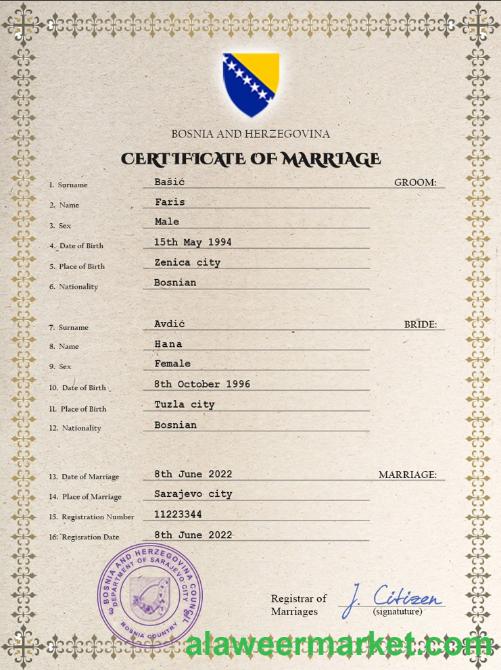 BOSNIA AND HERZEGOVINA
CERTIFICATE OF MARRIAGE
1. Sprname Bašić GROOM:
2. Name Faris
3. Sex Male
4. Date of Birth 15th May 1994
5. Place of Birth Zenica city
6. Nationality Bosnian
7. Surname Avdić BRIDE:
8. Name Hana
9. Sex Female
10. Date of Birth 8th October 1996
11. Place of Birth Tuzla city
12. Nationality Bosnian
13. Date of Marriage 8th June 2022 MARRIAGE:
14. Place of Marriage Sarajevo city
15. Registration Number 11223344
16: Regisration Date 8th June 2022
BOSNIA AND HERZEGOVINA COUNCIL
DEPARTMENT OF SARAJEVO CITY
BOSNIA COUNTRY
Registrar of
Marriages
J. Citizen
(signatuture)
alaweermarket.com